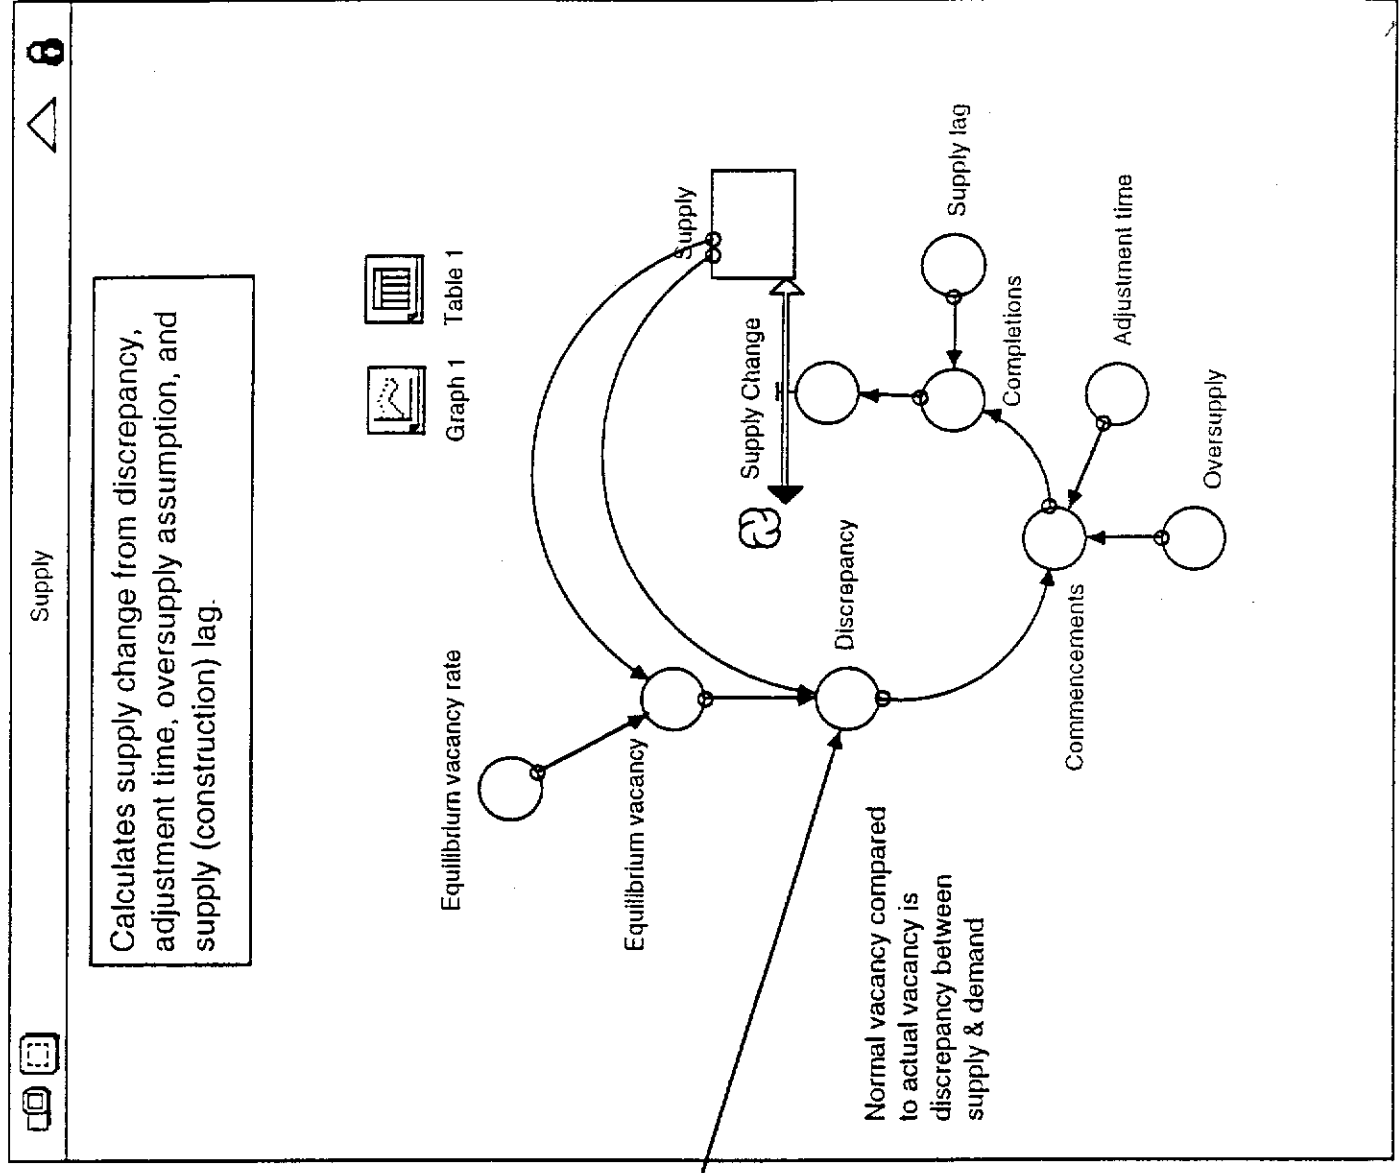 Supply
Calculates supply change from discrepancy,
adjustment time, oversupply assumption, and
supply (construction) lag.
Graph 1
Table 1
Equilibrium vacancy rate
Equilibrium vacancy
Supply
Supply Change
Discrepancy
Normal vacancy compared
to actual vacancy is
discrepancy between
supply & demand
Supply lag
Completions
Commencements
Adjustment time
Oversupply